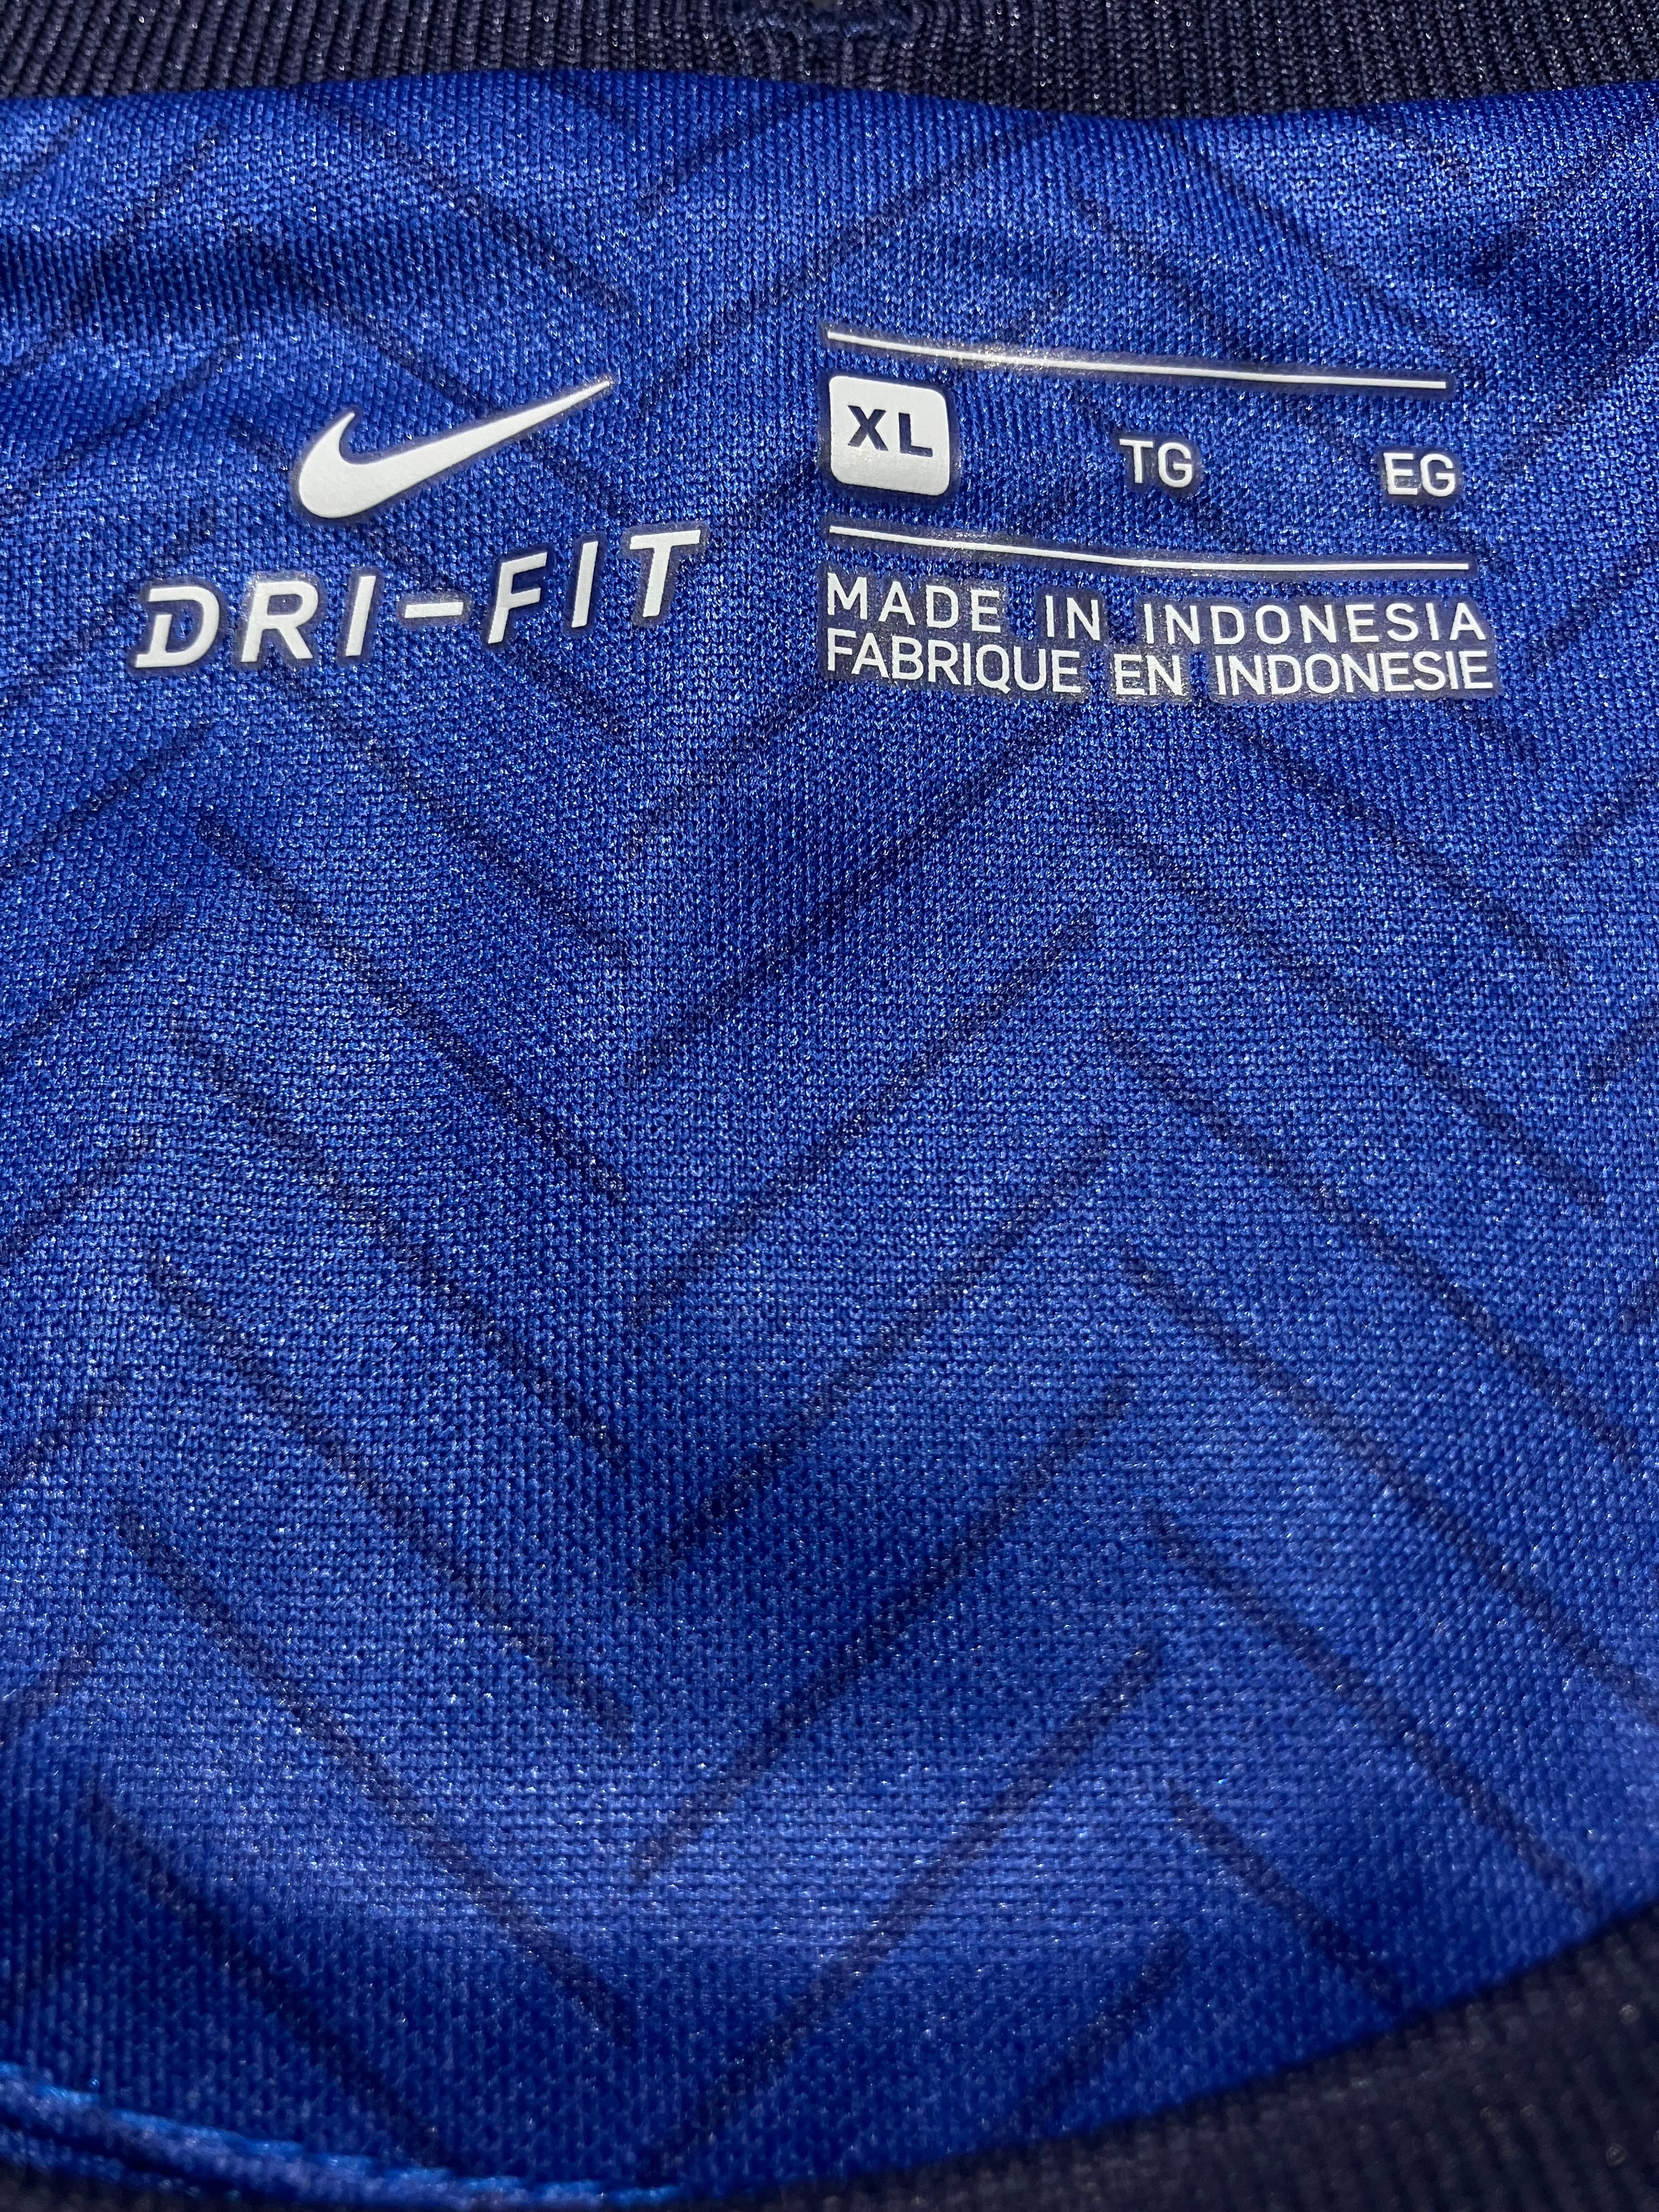 DRI-FIT
XL TG EG
MADE IN INDONESIA
FABRIQUE EN INDONESIE